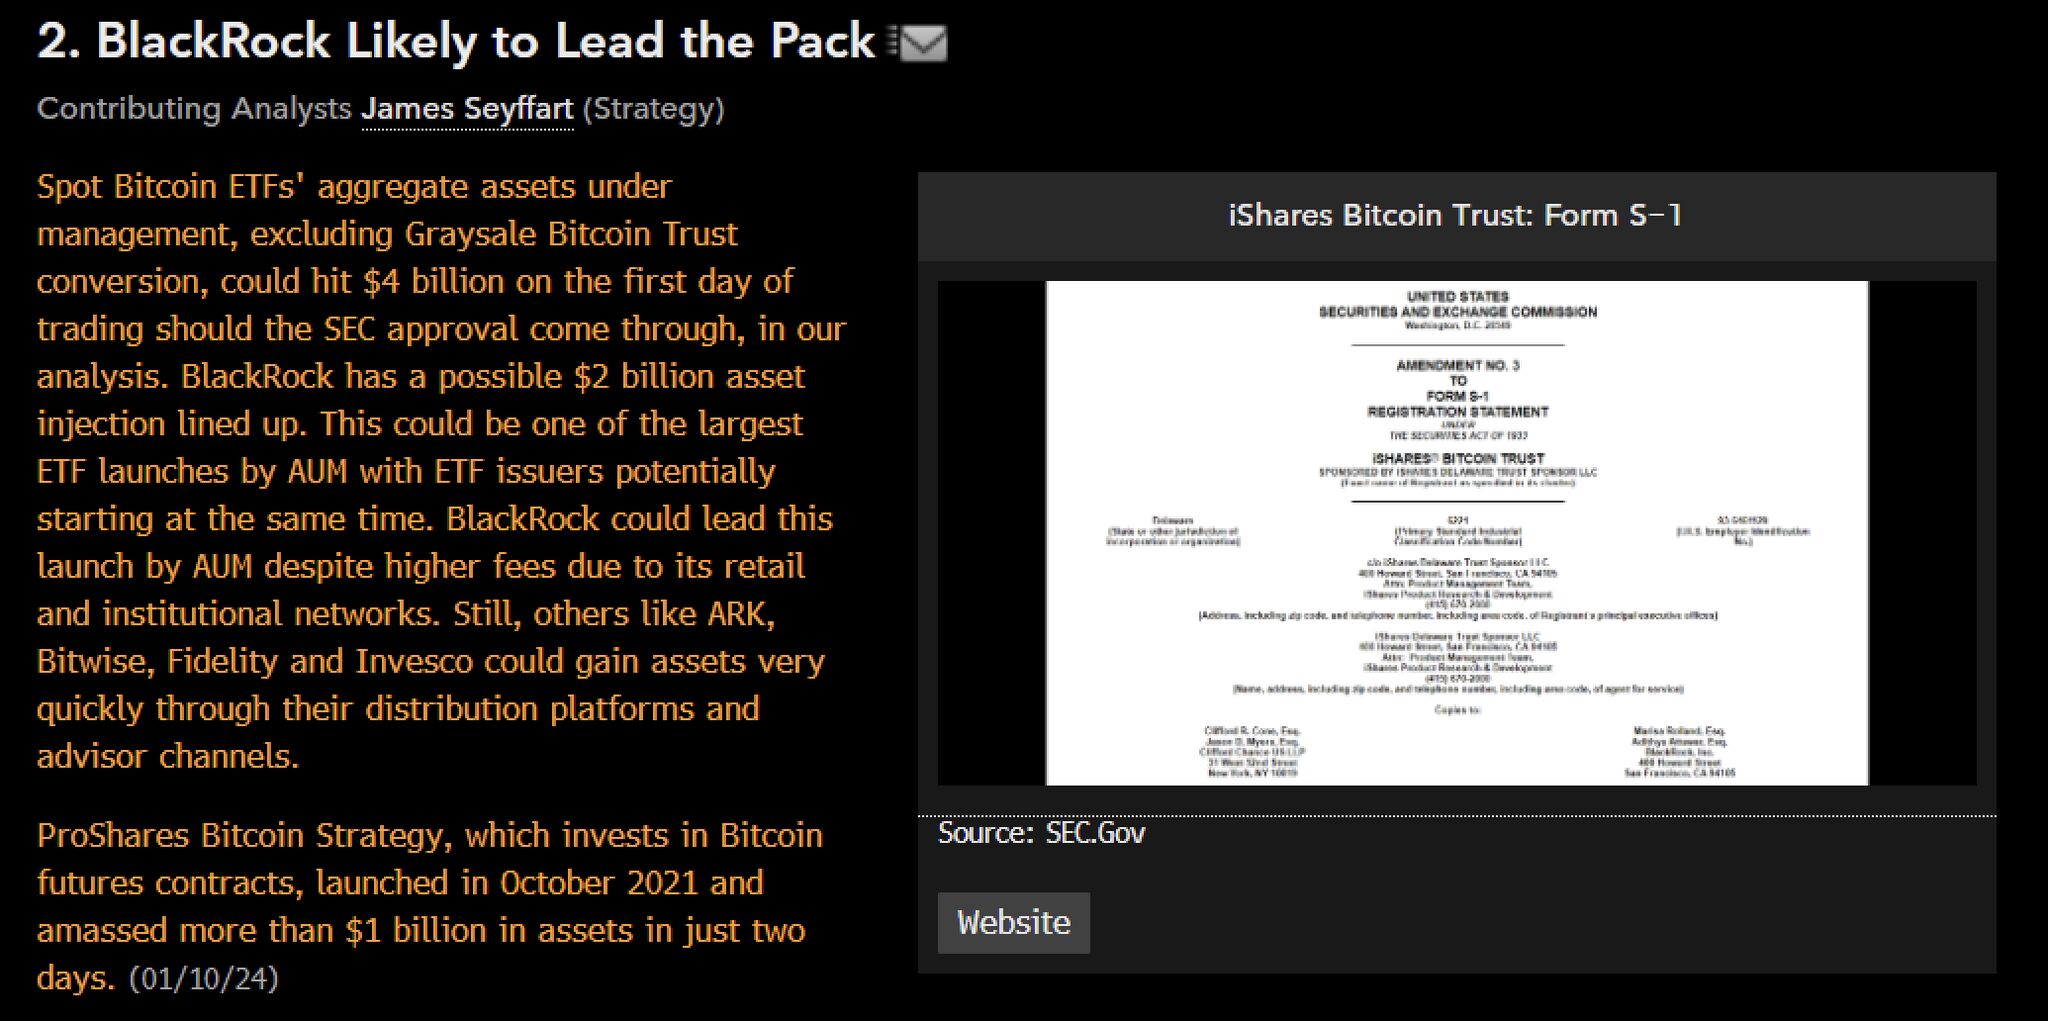 2. BlackRock Likely to Lead the Pack
Contributing Analysts James Seyffart (Strategy)
Spot Bitcoin ETFs' aggregate assets under
management, excluding Graysale Bitcoin Trust
conversion, could hit $4 billion on the first day of
trading should the SEC approval come through, in our
analysis. BlackRock has a possible $2 billion asset
injection lined up. This could be one of the largest
ETF launches by AUM with ETF issuers potentially
starting at the same time. BlackRock could lead this
launch by AUM despite higher fees due to its retail
and institutional networks. Still, others like ARK,
Bitwise, Fidelity and Invesco could gain assets very
quickly through their distribution platforms and
advisor channels.
ProShares Bitcoin Strategy, which invests in Bitcoin
futures contracts, launched in October 2021 and
amassed more than $1 billion in assets in just two
days. (01/10/24)
iShares Bitcoin Trust: Form S-1
UNITED STATES
SECURITIES AND EXCHANGE COMMISSION
Washington, D.C. 20549
AMENDMENT NO. 3
TO
FORM S-1
REGISTRATION STATEMENT
UNDER
THE SECURITIES ACT OF 1933
iSHARES® BITCOIN TRUST
SPONSORED BY ISHARES DELAWARE TRUST SPONSOR LLC
(Exact name of Registrant as specified in its charter)
Delaware
(State or other jurisdiction of
incorporation or organization)
6221
(Primary Standard Industrial
Classification Code Number)
(I.R.S. Employer Identification
No.)
c/o iShares Delaware Trust Sponsor LLC
400 Howard Street, San Francisco, CA 94105
Attn: Product Management Team,
iShares Product Research & Development
(415) 670-2000
(Address, including zip code, and telephone number, including area code, of Registrant's principal executive offices)
iShares Delaware Trust Sponsor LLC
400 Howard Street, San Francisco, CA 94105
Attn: Product Management Team,
iShares Product Research & Development
(415) 670-2000
(Name, address, including zip code, and telephone number, including area code, of agent for service)
Copies to:
Clifford R. Cone, Esq.
Jason D. Myers, Esq.
Clifford Chance US LLP
31 West 52nd Street
New York, NY 10019
Marisa Rolland, Esq.
Adithya Attawar, Esq.
BlackRock, Inc.
400 Howard Street
San Francisco, CA 94105
Source: SEC.Gov
Website